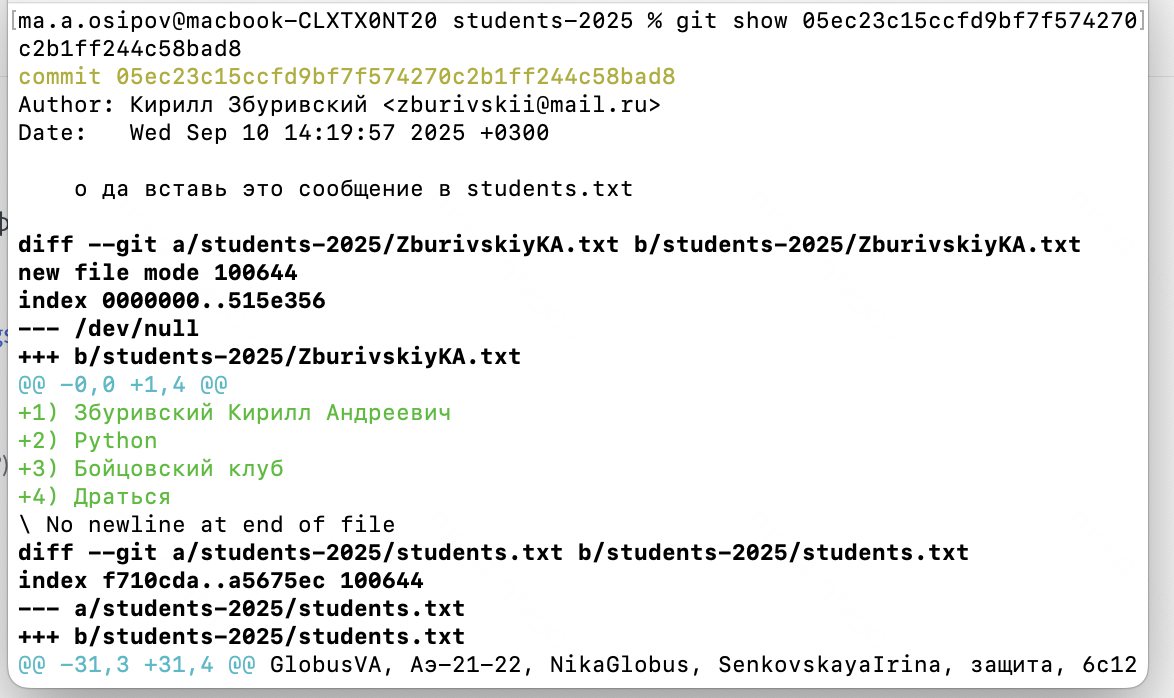 [ma.a.osipov@macbook-CLXTX0NT20 students-2025 % git show 05ec23c15ccfd9bf7f574270]
c2b1ff244c58bad8
commit 05ec23c15ccfd9bf7f574270c2b1ff244c58bad8
Author: Кирилл Збуривский <zburivskii@mail.ru>
Date:   Wed Sep 10 14:19:57 2025 +0300
о да вставь это сообщение в students.txt
diff --git a/students-2025/ZburivskiyKA.txt b/students-2025/ZburivskiyKA.txt
new file mode 100644
index 0000000..515e356
--- /dev/null
+++ b/students-2025/ZburivskiyKA.txt
@@ -0,0 +1,4 @@
+1) Збуривский Кирилл Андреевич
+2) Python
+3) Бойцовский клуб
+4) Драться
\ No newline at end of file
diff --git a/students-2025/students.txt b/students-2025/students.txt
index f710cda..a5675ec 100644
--- a/students-2025/students.txt
+++ b/students-2025/students.txt
@@ -31,3 +31,4 @@ GlobusVA, Аэ-21-22, NikaGlobus, SenkovskayaIrina, защита, 6c12